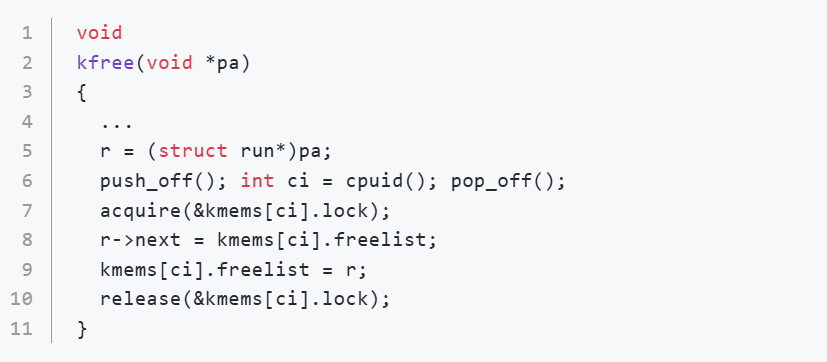 1 void
2 kfree(void *pa)
3 {
4   ...
5   r = (struct run*)pa;
6   push_off(); int ci = cpuid(); pop_off();
7   acquire(&kmems[ci].lock);
8   r->next = kmems[ci].freelist;
9   kmems[ci].freelist = r;
10   release(&kmems[ci].lock);
11 }